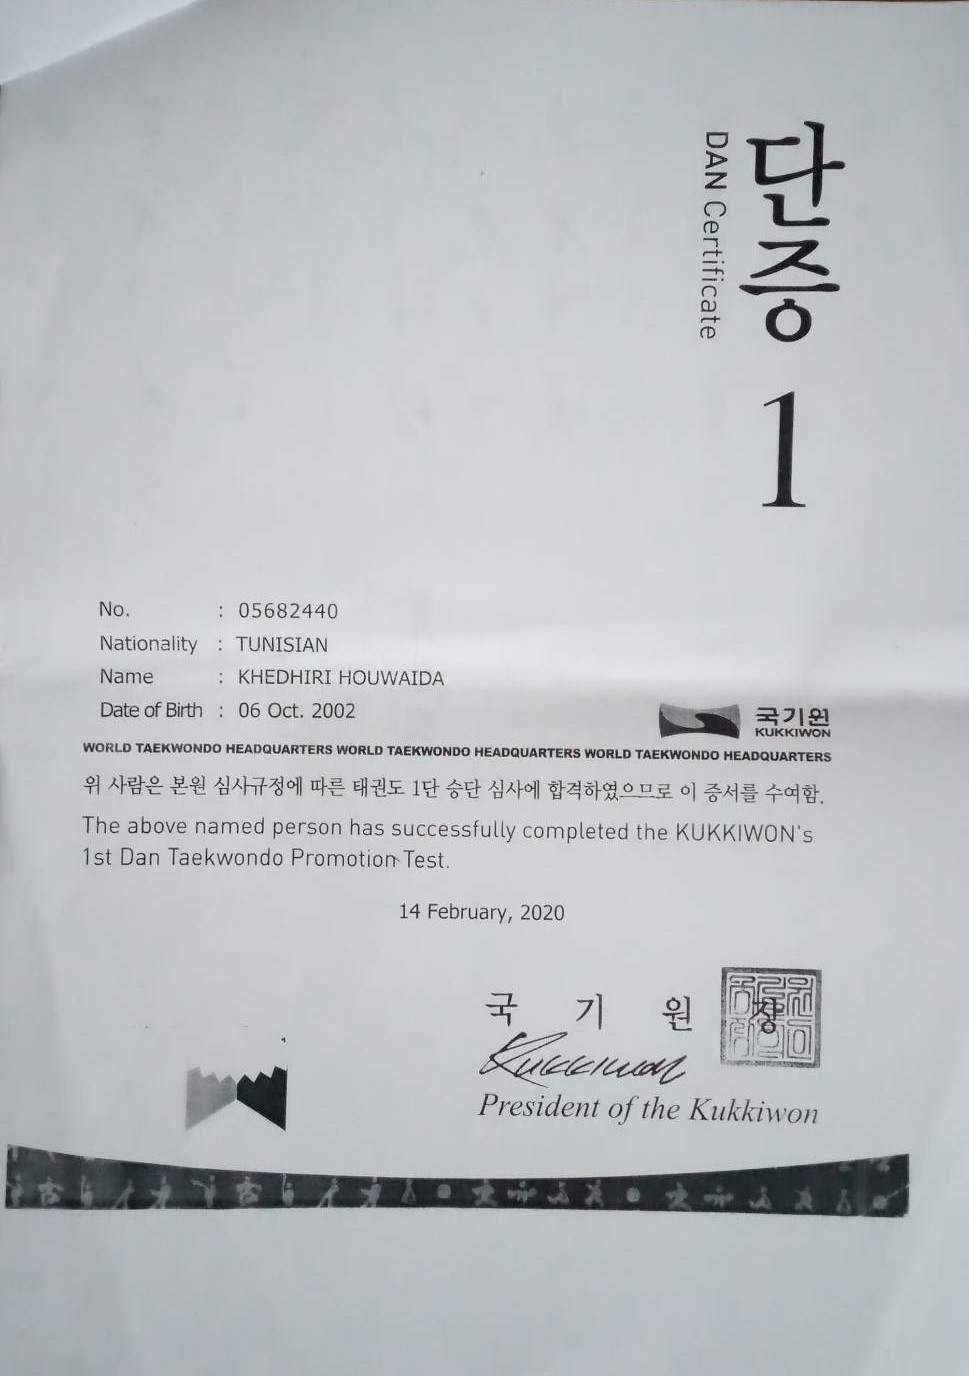 단증
DAN Certificate
1
No. : 05682440
Nationality : TUNISIAN
Name : KHEDHIRI HOUWAIDA
Date of Birth : 06 Oct. 2002
국기원
KUKKIWON
WORLD TAEKWONDO HEADQUARTERS WORLD TAEKWONDO HEADQUARTERS WORLD TAEKWONDO HEADQUARTERS
위 사람은 본원 심사규정에 따른 태권도 1단 승단 심사에 합격하였으므로 이 증서를 수여함.
The above named person has successfully completed the KUKKIWON's
1st Dan Taekwondo Promotion Test.
14 February, 2020
국 기 원 장
Kukkiwon
President of the Kukkiwon